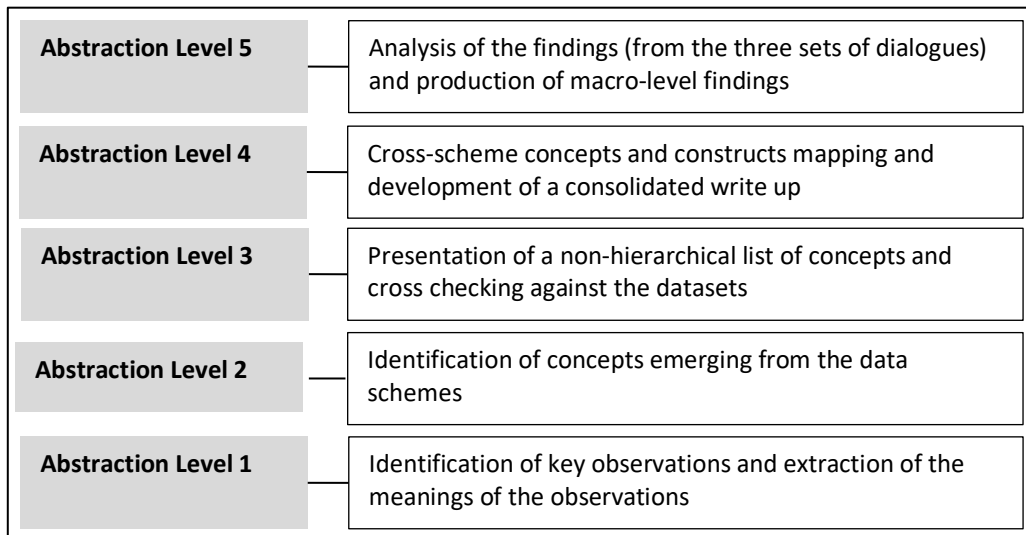 Abstraction Level 5
Analysis of the findings (from the three sets of dialogues)
and production of macro-level findings
Abstraction Level 4
Cross-scheme concepts and constructs mapping and
development of a consolidated write up
Abstraction Level 3
Presentation of a non-hierarchical list of concepts and
cross checking against the datasets
Abstraction Level 2
Identification of concepts emerging from the data
schemes
Abstraction Level 1
Identification of key observations and extraction of the
meanings of the observations